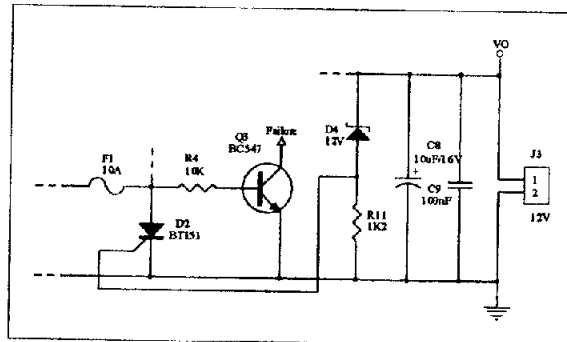 VO
Failure
Q3
BC547
F1
10A
R4
10K
D4
12V
C8
10uF/16V
C9
100nF
J3
1
2
12V
D2
BT151
R11
1K2